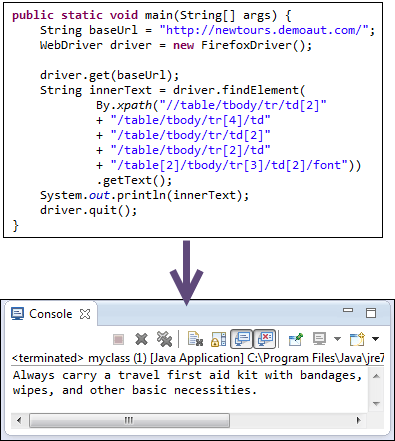 public static void main(String[] args) {
    String baseUrl = "http://newtours.demoaut.com/";
    WebDriver driver = new FirefoxDriver();
    driver.get(baseUrl);
    String innerText = driver.findElement(
            By.xpath("//table/tbody/tr/td[2]"
            + "/table/tbody/tr[4]/td"
            + "/table/tbody/tr/td[2]"
            + "/table/tbody/tr[2]/td"
            + "/table[2]/tbody/tr[3]/td[2]/font"))
            .getText();
    System.out.println(innerText);
    driver.quit();
}
Console
<terminated> myclass (1) [Java Application] C:\Program Files\Java\jre7
Always carry a travel first aid kit with bandages,
wipes, and other basic necessities.